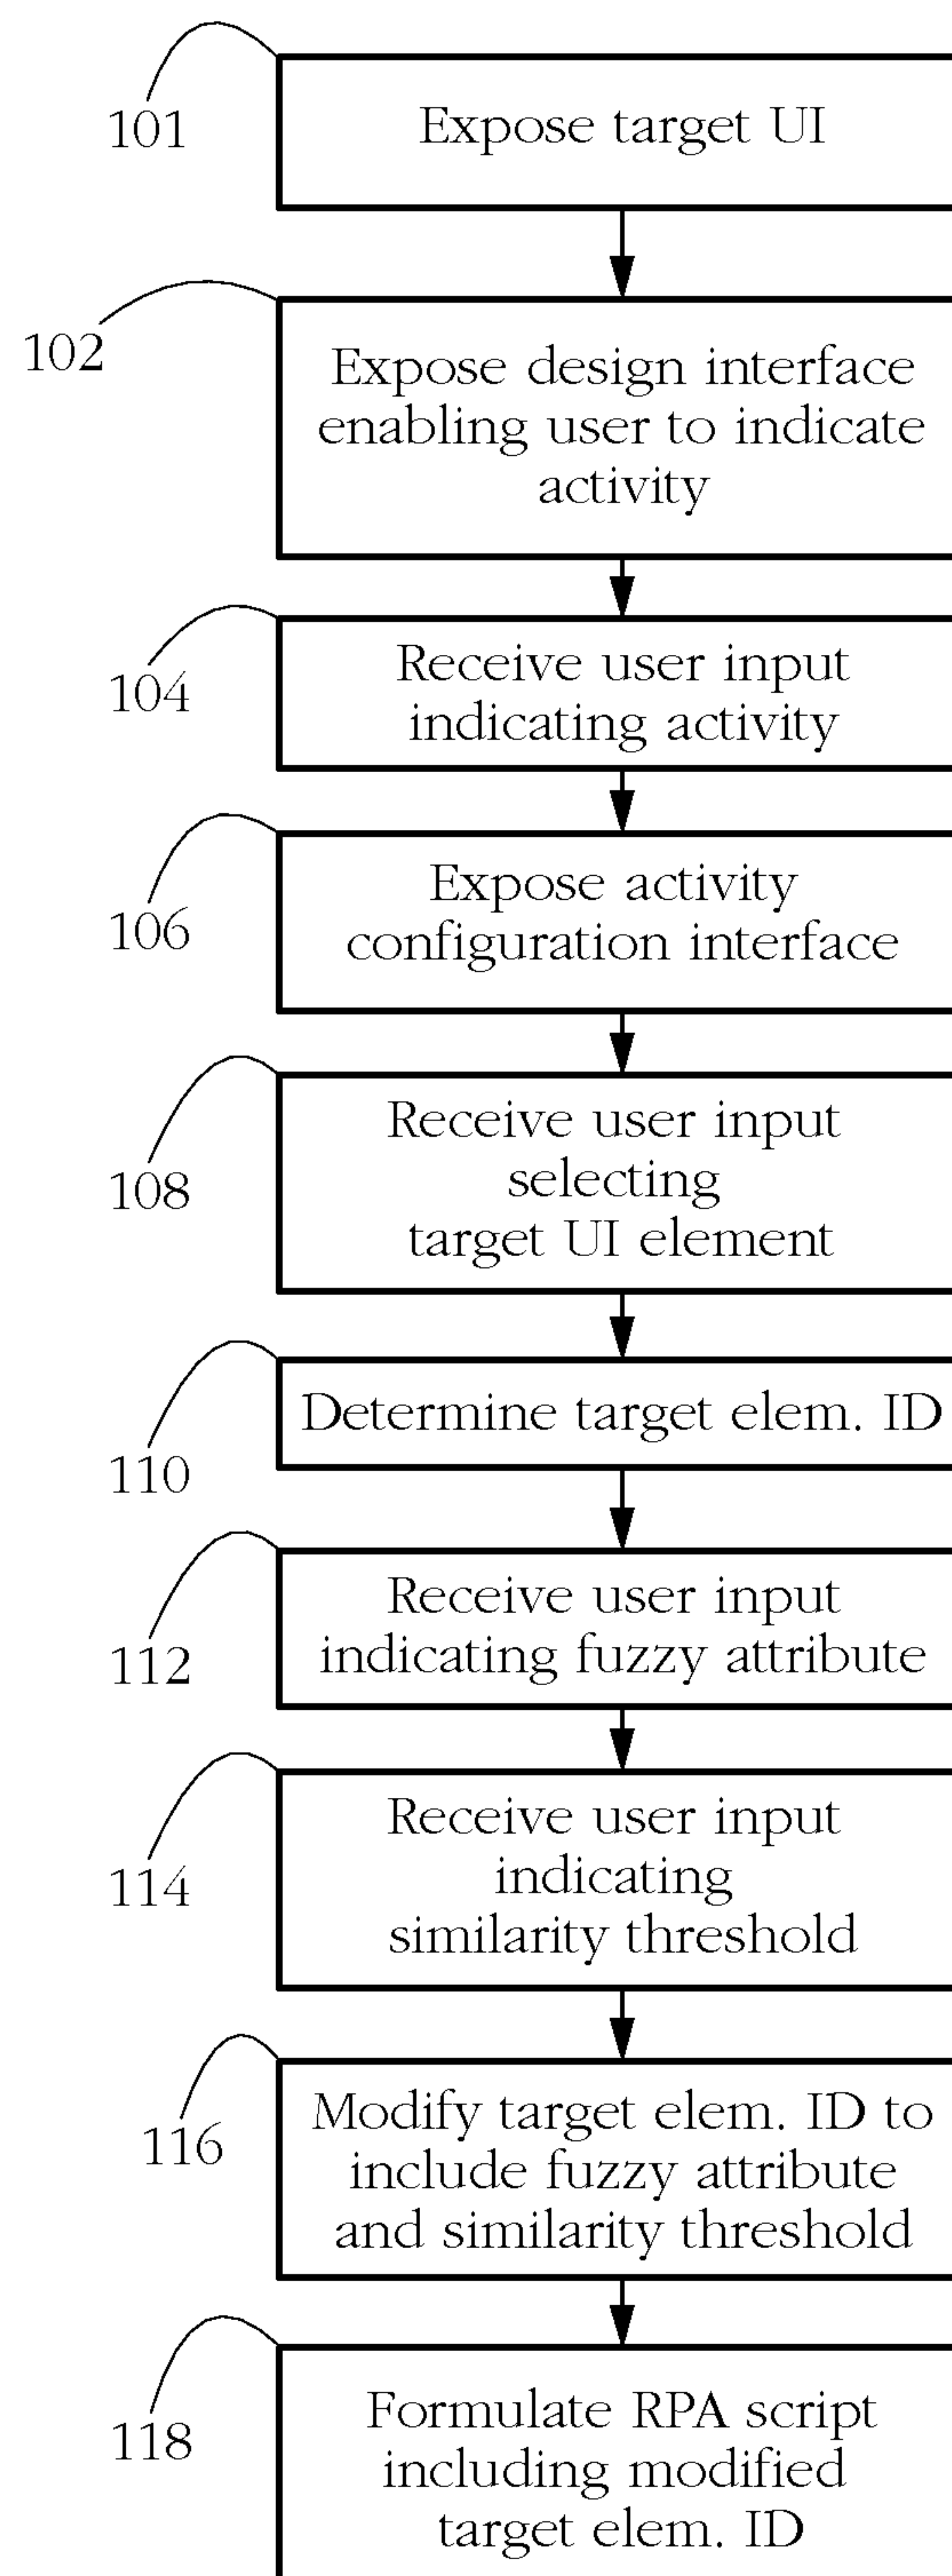 101
Expose target UI
102
Expose design interface
enabling user to indicate
activity
104
Receive user input
indicating activity
106
Expose activity
configuration interface
108
Receive user input
selecting
target UI element
110
Determine target elem. ID
112
Receive user input
indicating fuzzy attribute
114
Receive user input
indicating
similarity threshold
116
Modify target elem. ID to
include fuzzy attribute
and similarity threshold
118
Formulate RPA script
including modified
target elem. ID